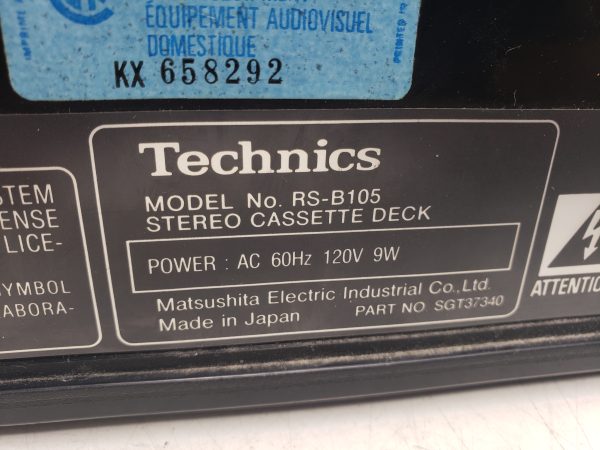 ÉQUIPEMENT AUDIOVISUEL
DOMESTIQUE
KX 658292
Technics
MODEL No. RS-B105
STEREO CASSETTE DECK
POWER : AC 60Hz 120V 9W
Matsushita Electric Industrial Co.,Ltd.
Made in Japan
PART NO SGT37340
STEM
ENSE
LICE-
SYMBOL
ABORA-
ATTENTIO